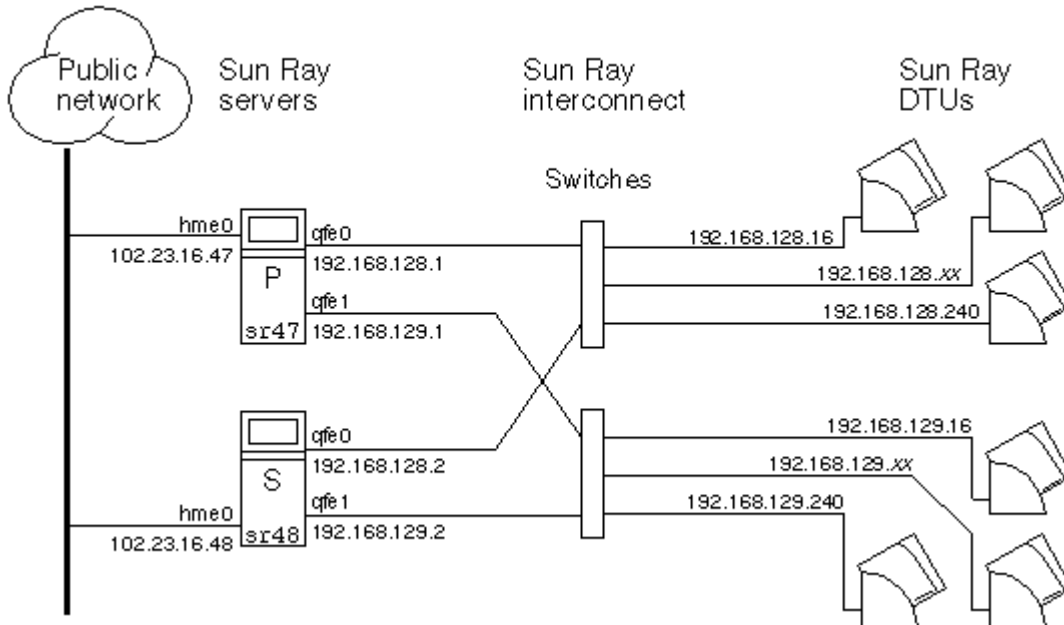 Public
network
Sun Ray
servers
Sun Ray
interconnect
Sun Ray
DTUs
Switches
hme0
102.23.16.47
P
sr47
qfe0
192.168.128.1
qfe1
192.168.129.1
192.168.128.16
192.168.128.xx
192.168.128.240
hme0
102.23.16.48
S
sr48
qfe0
192.168.128.2
qfe1
192.168.129.2
192.168.129.16
192.168.129.xx
192.168.129.240